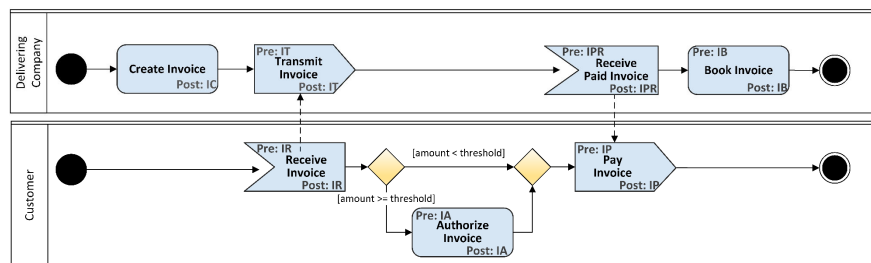 Delivering
Company
Create Invoice
Post: IC
Pre: IT
Transmit
Invoice
Post: IT
Pre: IPR
Receive
Paid Invoice
Post: IPR
Pre: IB
Book Invoice
Post: IB
Customer
Pre: IR
Receive
Invoice
Post: IR
[amount < threshold]
[amount >= threshold]
Pre: IA
Authorize
Invoice
Post: IA
Pre: IP
Pay
Invoice
Post: IP